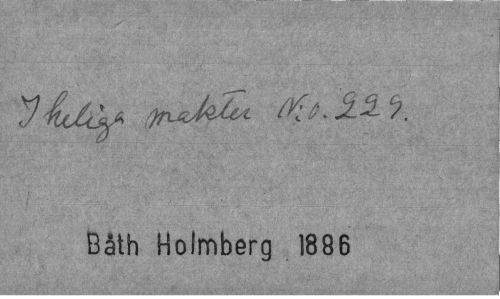 I heliga makter N:o. 229.
Båth Holmberg 1886